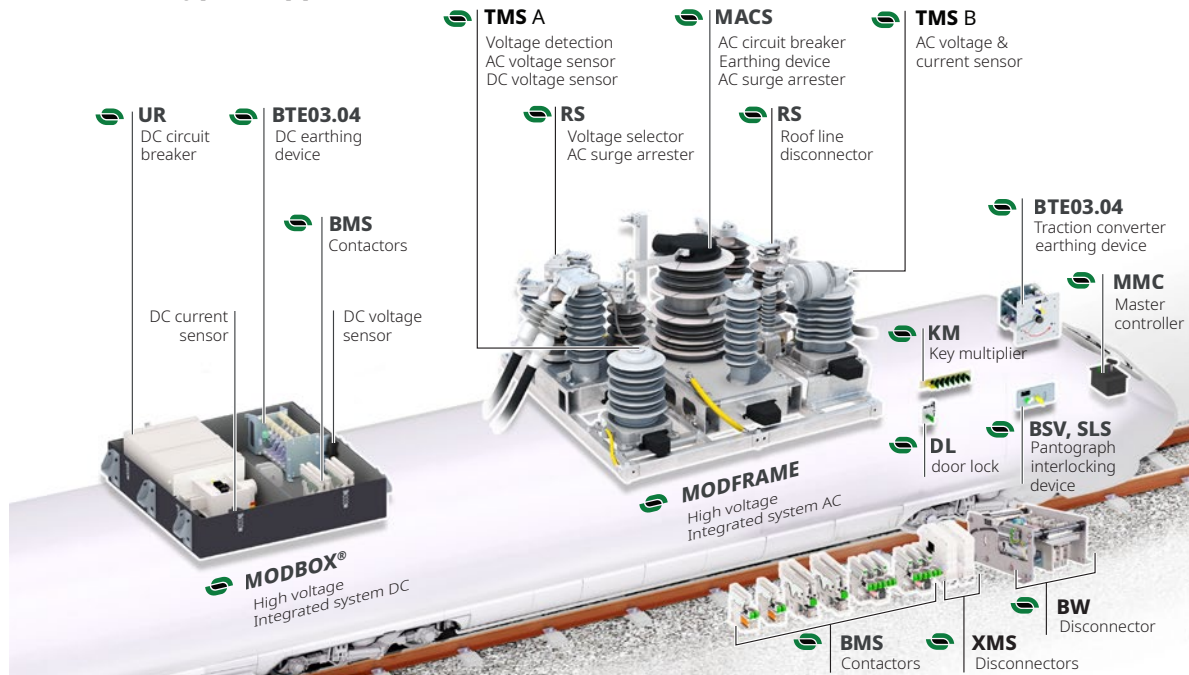 TMS A
Voltage detection
AC voltage sensor
DC voltage sensor
MACS
AC circuit breaker
Earthing device
AC surge arrester
TMS B
AC voltage &
current sensor
UR
DC circuit
breaker
BTE03.04
DC earthing
device
RS
Voltage selector
AC surge arrester
RS
Roof line
disconnector
BMS
Contactors
BTE03.04
Traction converter
earthing device
MMC
Master
controller
DC current
sensor
DC voltage
sensor
KM
Key multiplier
DL
door lock
BSV, SLS
Pantograph
interlocking
device
MODFRAME
High voltage
Integrated system AC
MODBOX®
High voltage
Integrated system DC
BW
Disconnector
BMS
Contactors
XMS
Disconnectors